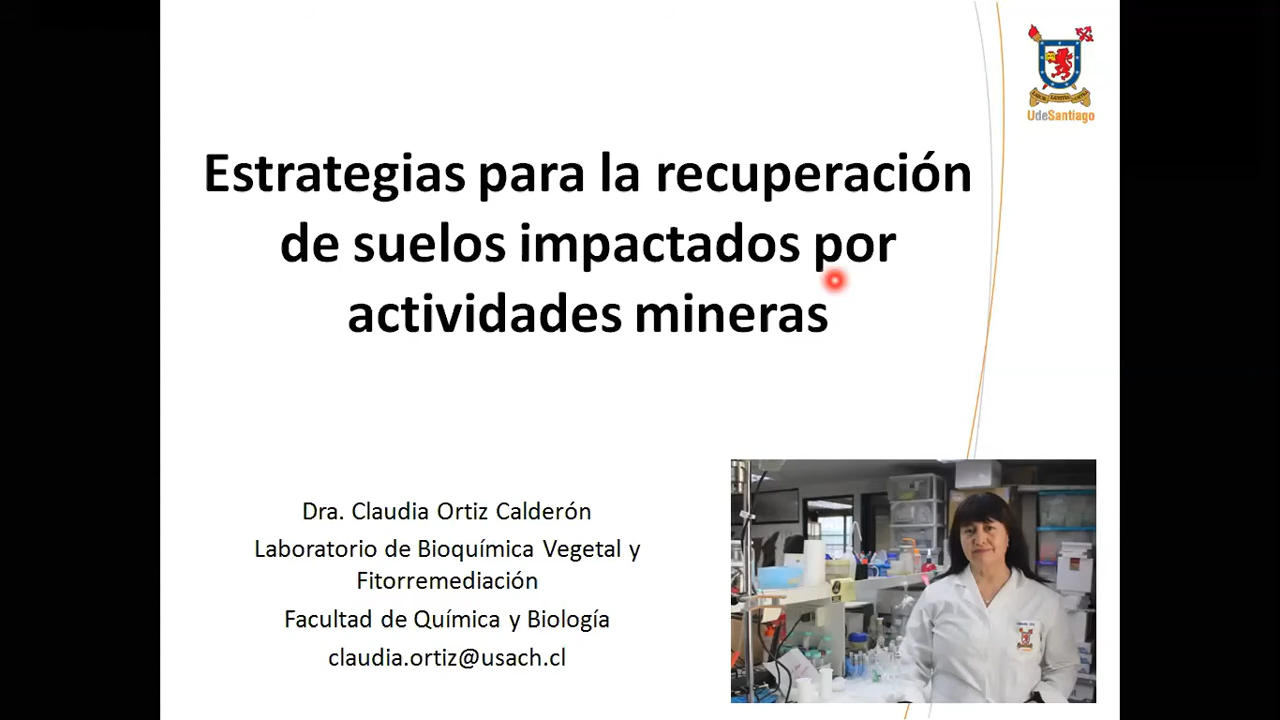 UdeSantiago
Estrategias para la recuperación
de suelos impactados por
actividades mineras
Dra. Claudia Ortiz Calderón
Laboratorio de Bioquímica Vegetal y
Fitorremediación
Facultad de Química y Biología
claudia.ortiz@usach.cl